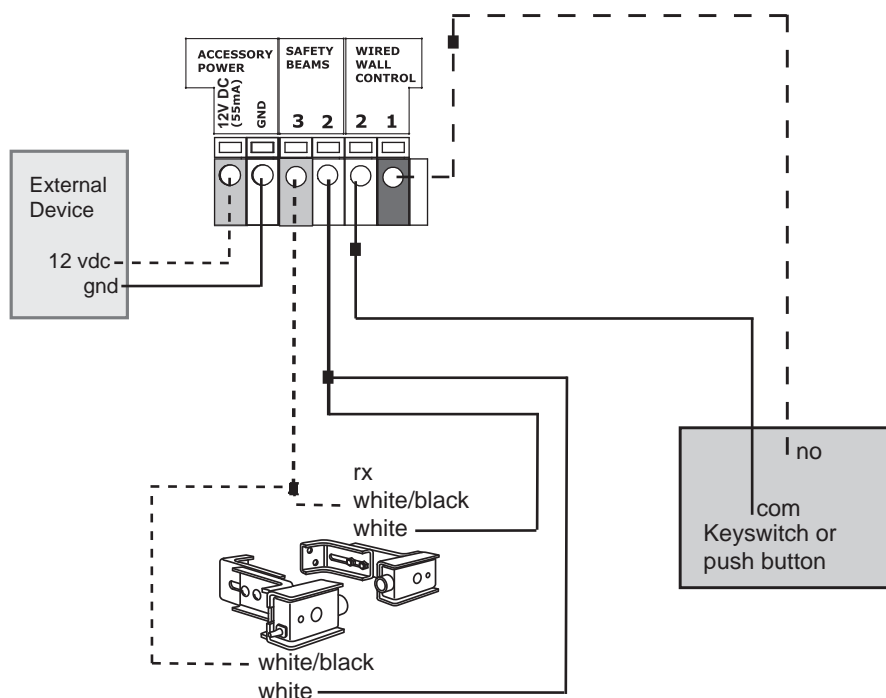 ACCESSORY
POWER
SAFETY
BEAMS
WIRED
WALL
CONTROL
12V DC
(55mA)
GND
3
2
2
1
External
Device
12 vdc
gnd
rx
white/black
white
no
com
Keyswitch or
push button
white/black
white